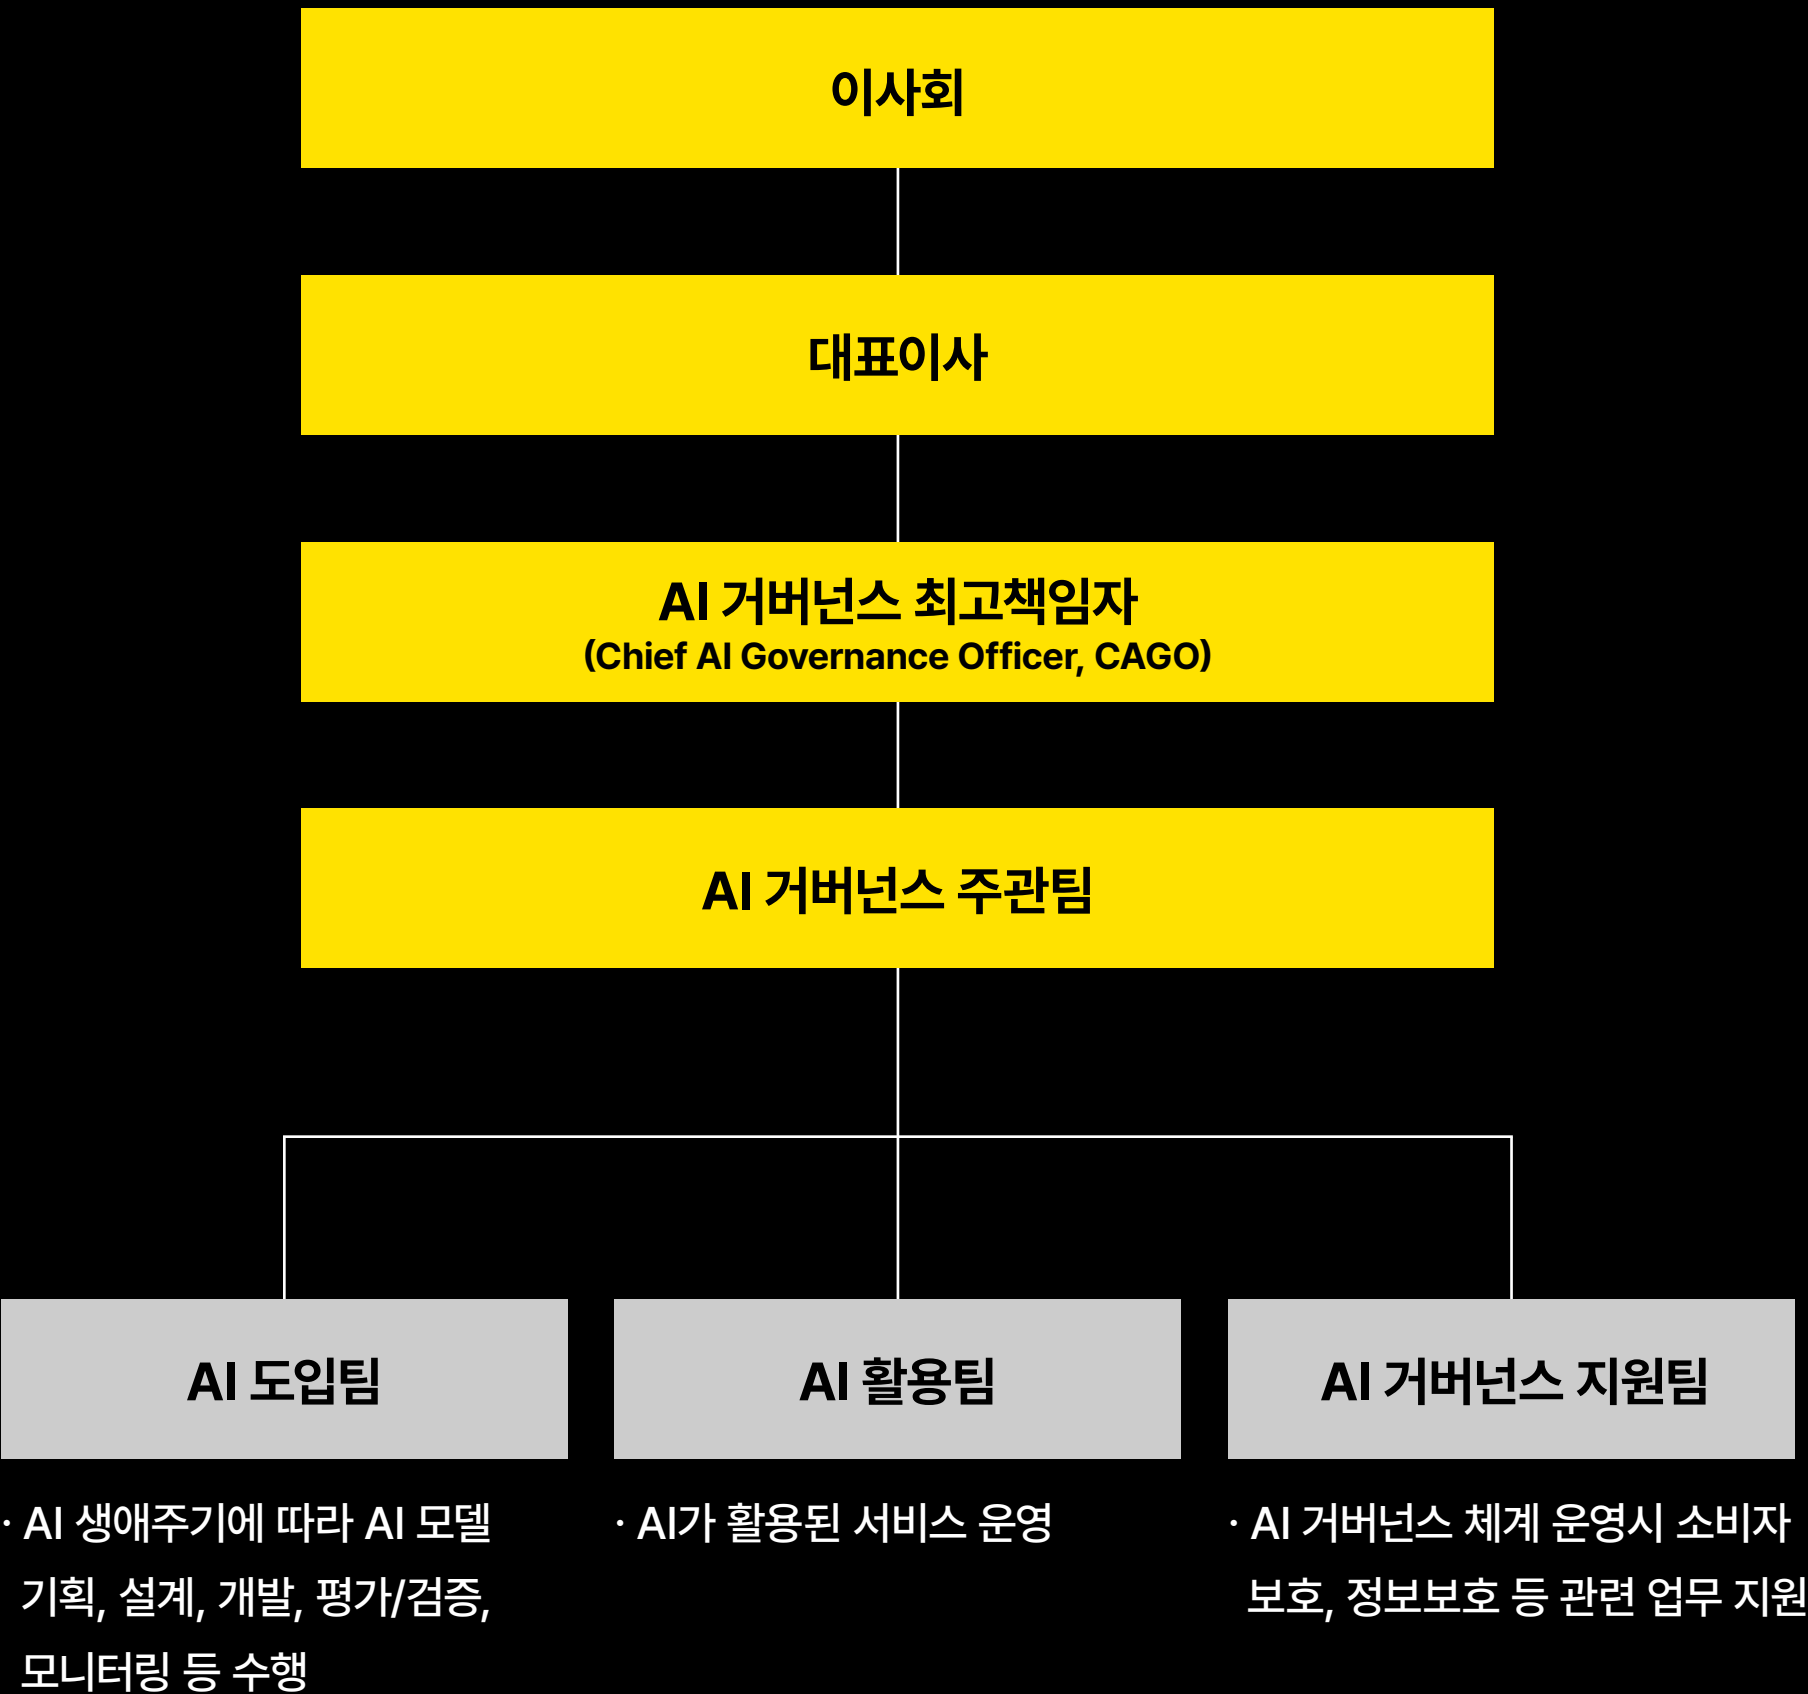 이사회
대표이사
AI 거버넌스 최고책임자
(Chief AI Governance Officer, CAGO)
AI 거버넌스 주관팀
AI 도입팀
· AI 생애주기에 따라 AI 모델
기획, 설계, 개발, 평가/검증,
모니터링 등 수행
AI 활용팀
· AI가 활용된 서비스 운영
AI 거버넌스 지원팀
· AI 거버넌스 체계 운영시 소비자
보호, 정보보호 등 관련 업무 지원